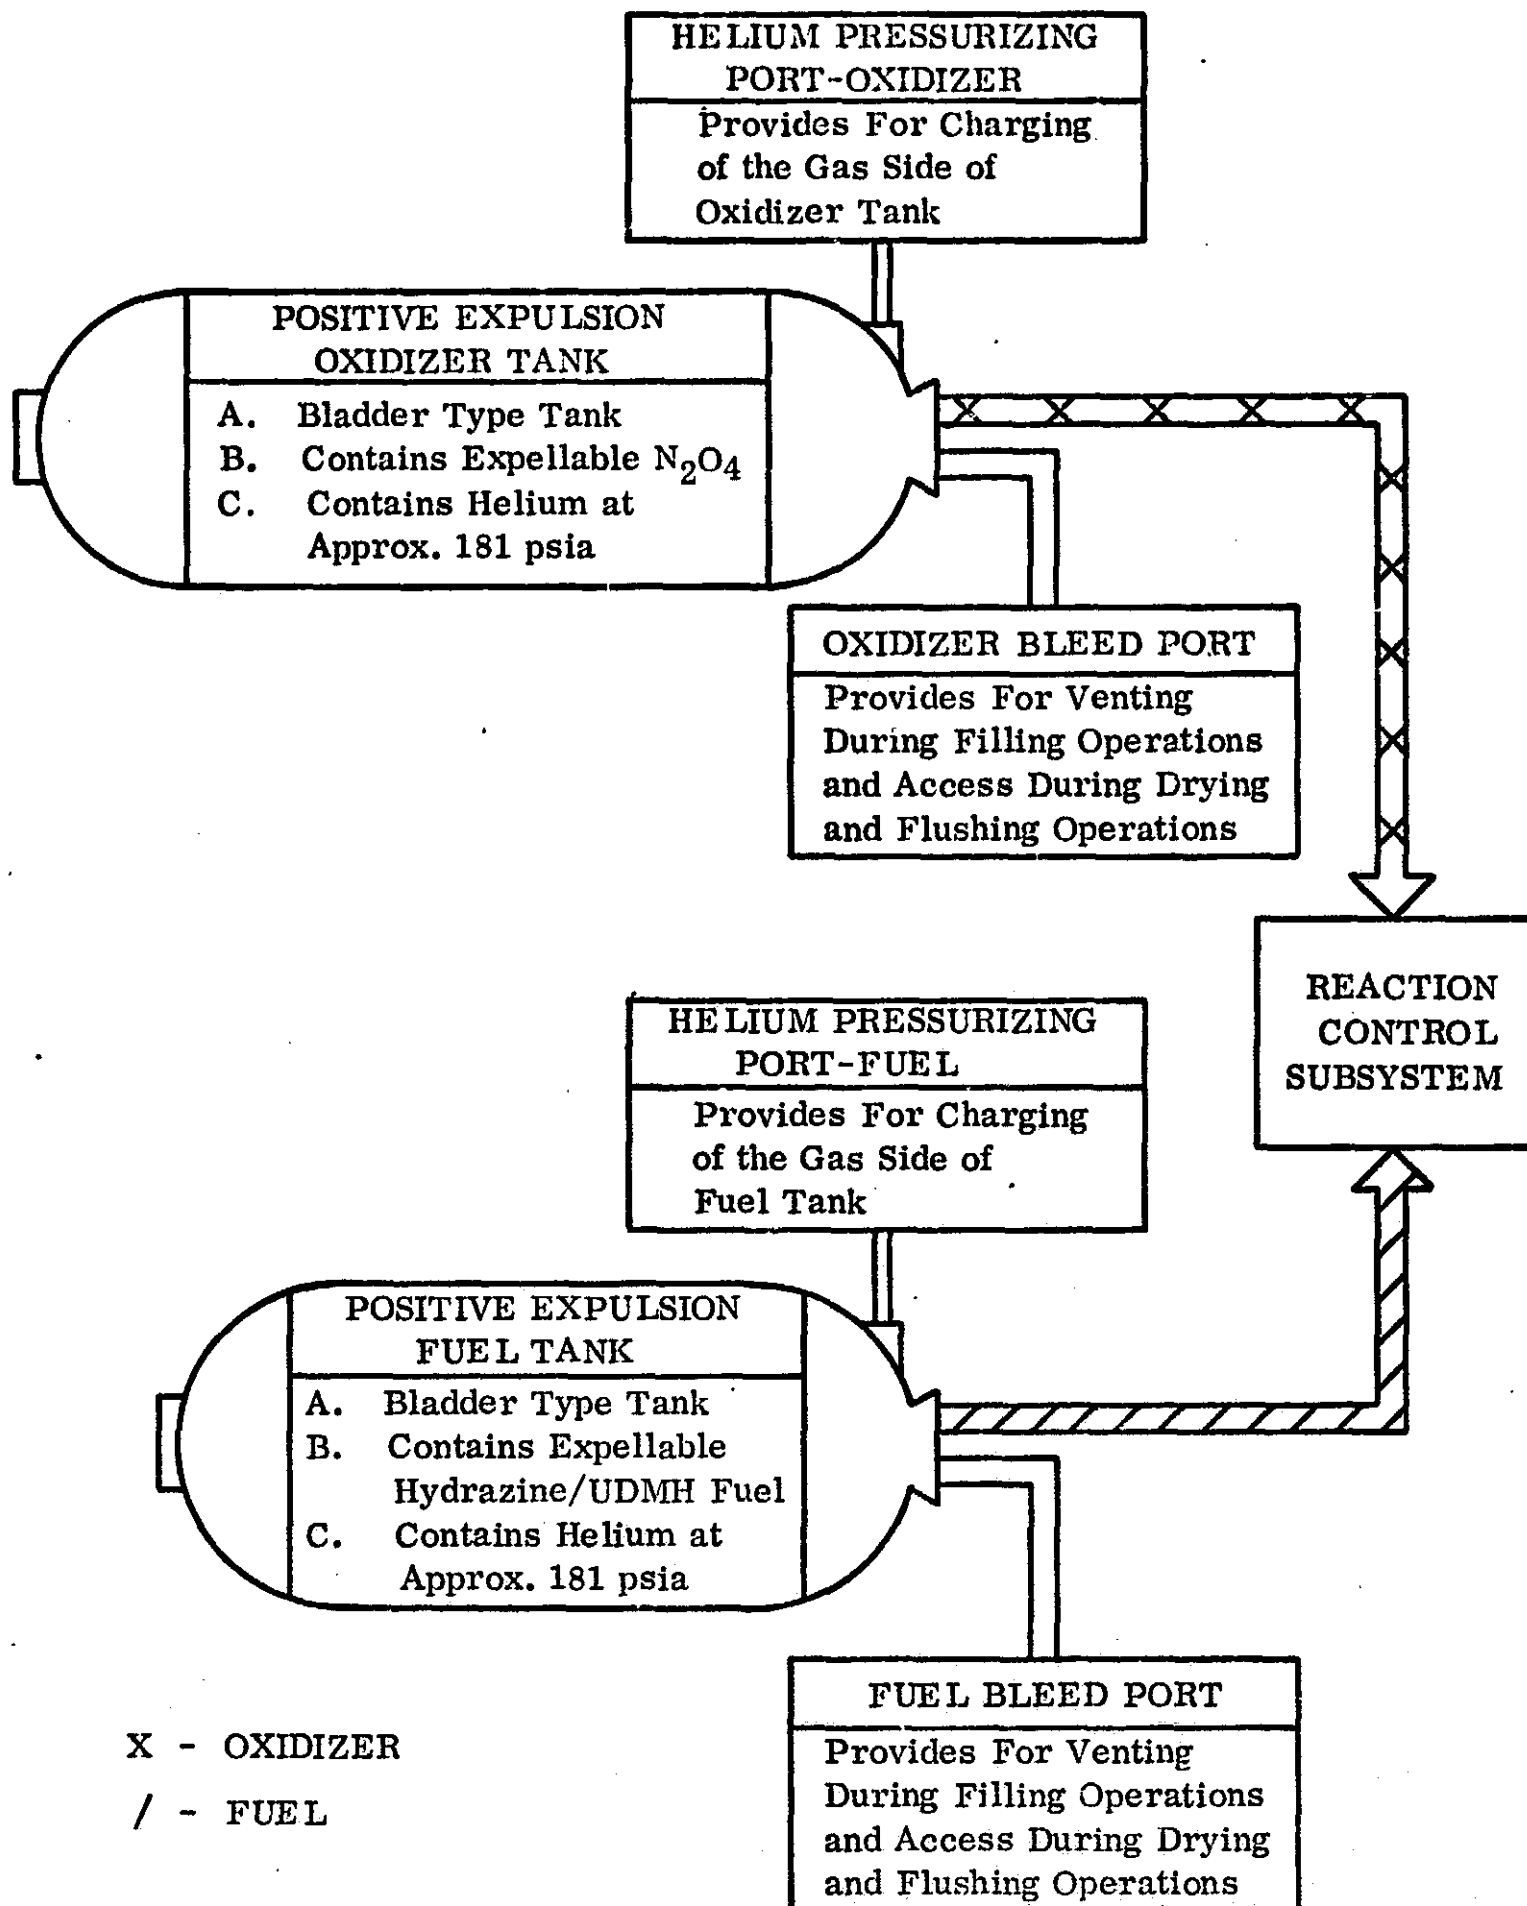 HELIUM PRESSURIZING
PORT-OXIDIZER
Provides For Charging
of the Gas Side of
Oxidizer Tank
POSITIVE EXPULSION
OXIDIZER TANK
A. Bladder Type Tank
B. Contains Expellable N₂O₄
C. Contains Helium at
Approx. 181 psia
OXIDIZER BLEED PORT
Provides For Venting
During Filling Operations
and Access During Drying
and Flushing Operations
REACTION
CONTROL
SUBSYSTEM
HELIUM PRESSURIZING
PORT-FUEL
Provides For Charging
of the Gas Side of
Fuel Tank
POSITIVE EXPULSION
FUEL TANK
A. Bladder Type Tank
B. Contains Expellable
Hydrazine/UDMH Fuel
C. Contains Helium at
Approx. 181 psia
FUEL BLEED PORT
Provides For Venting
During Filling Operations
and Access During Drying
and Flushing Operations
X - OXIDIZER
/ - FUEL